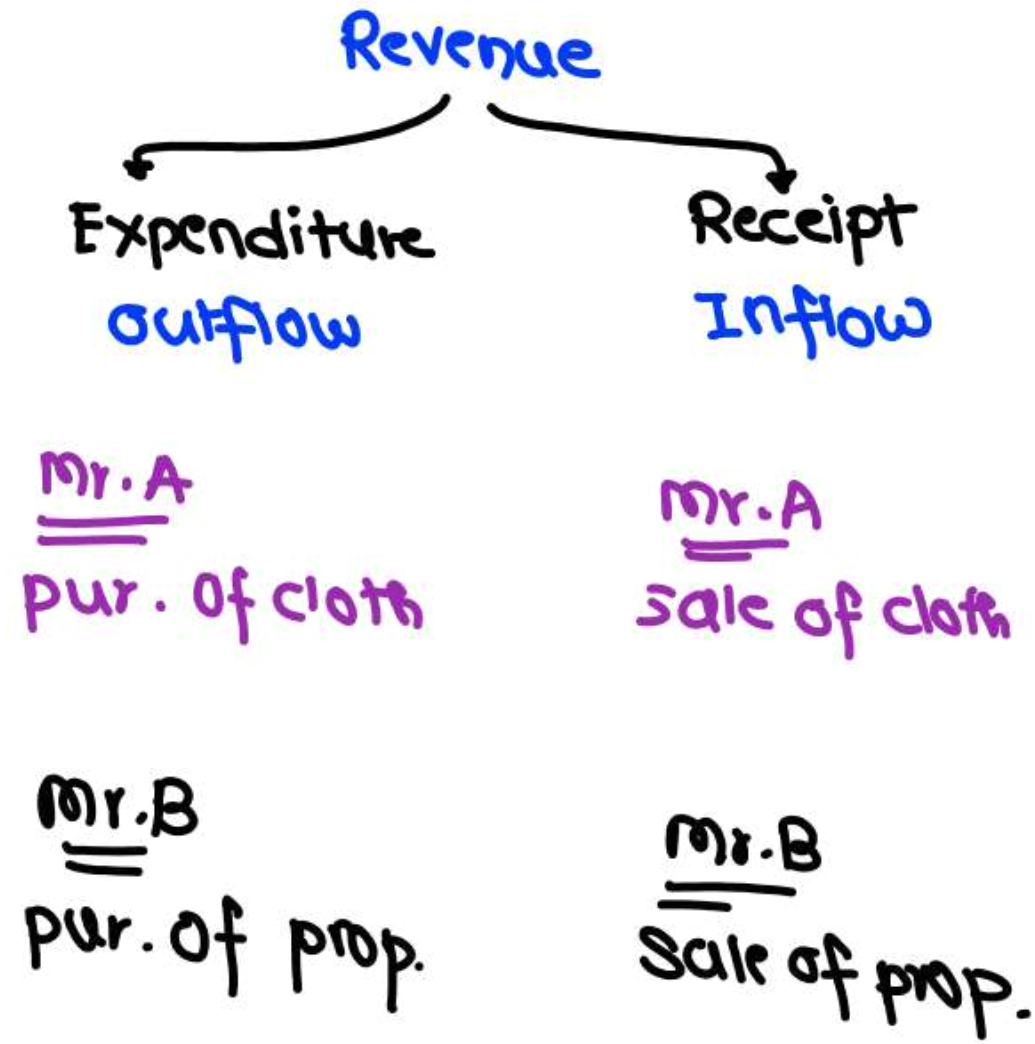 Revenue
Expenditure
outflow
Receipt
Inflow
Mr. A
pur. of cloth
Mr. A
sale of cloth
Mr. B
pur. of prop.
Mr. B
Sale of prop.